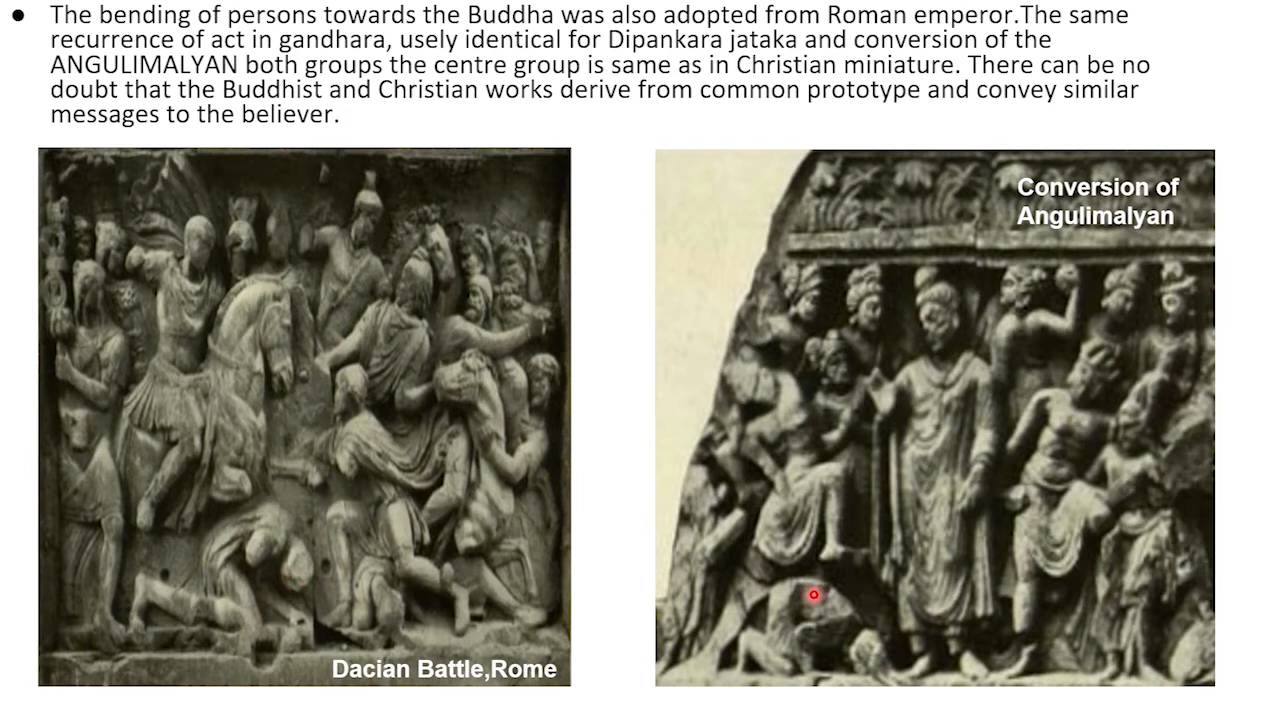 ● The bending of persons towards the Buddha was also adopted from Roman emperor.The same
recurrence of act in gandhara, usely identical for Dipankara jataka and conversion of the
ANGULIMALYAN both groups the centre group is same as in Christian miniature. There can be no
doubt that the Buddhist and Christian works derive from common prototype and convey similar
messages to the believer.
Dacian Battle,Rome
Conversion of
Angulimalyan